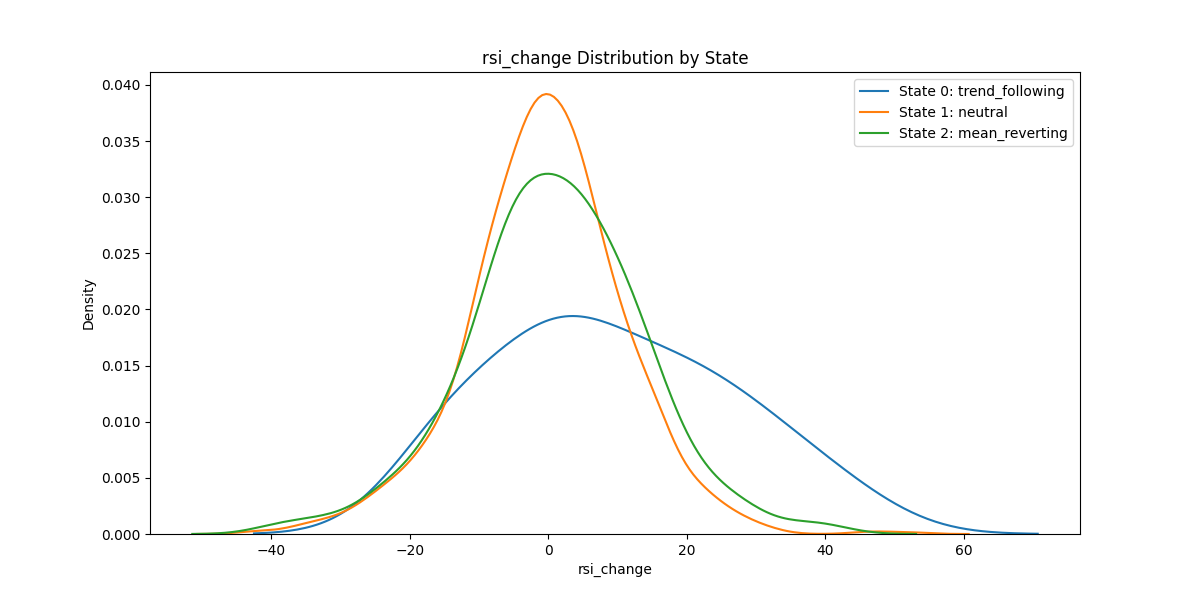 rsi_change Distribution by State
State 0: trend_following
State 1: neutral
State 2: mean_reverting
Density
0.040
0.035
0.030
0.025
0.020
0.015
0.010
0.005
0.000
−40
−20
0
20
40
60
rsi_change